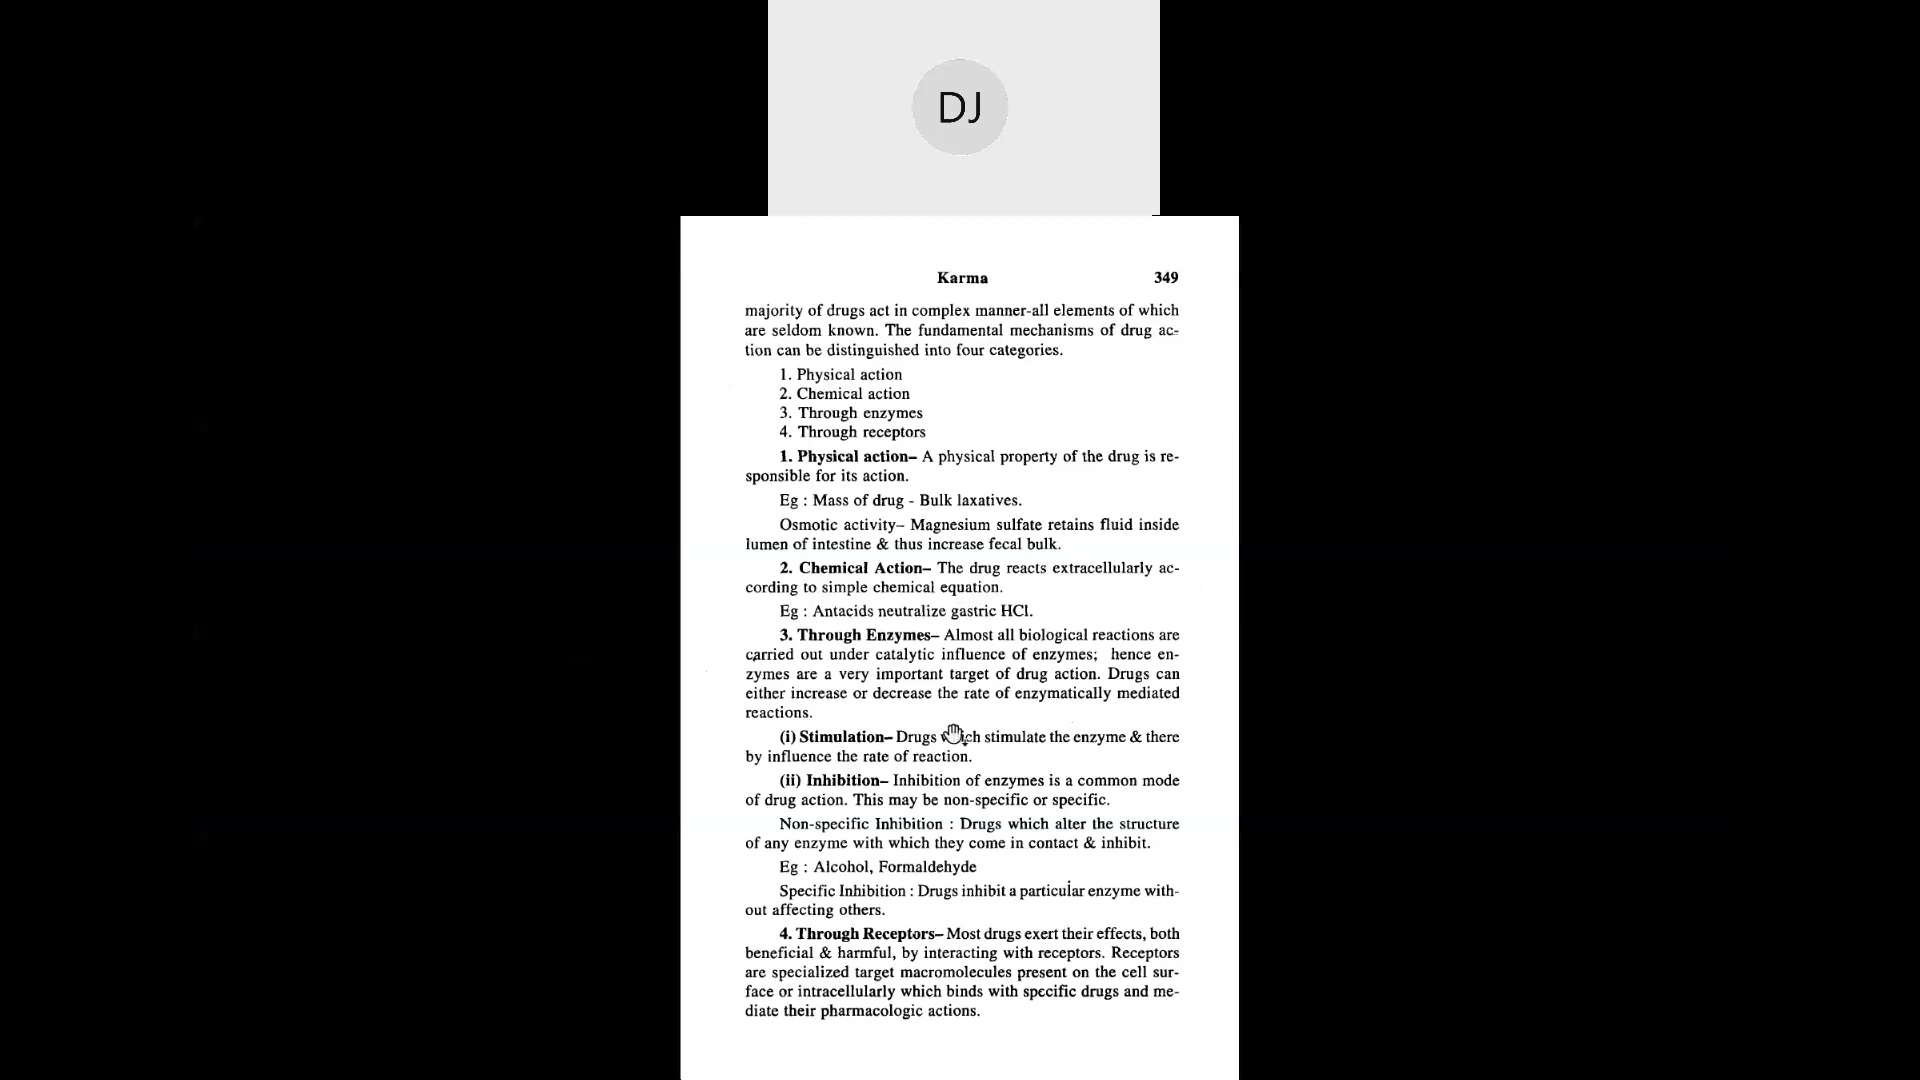 DJ
Karma 349
majority of drugs act in complex manner-all elements of which
are seldom known. The fundamental mechanisms of drug ac-
tion can be distinguished into four categories.
1. Physical action
2. Chemical action
3. Through enzymes
4. Through receptors
1. Physical action– A physical property of the drug is re-
sponsible for its action.
Eg : Mass of drug - Bulk laxatives.
Osmotic activity– Magnesium sulfate retains fluid inside
lumen of intestine & thus increase fecal bulk.
2. Chemical Action– The drug reacts extracellularly ac-
cording to simple chemical equation.
Eg : Antacids neutralize gastric HCl.
3. Through Enzymes– Almost all biological reactions are
carried out under catalytic influence of enzymes; hence en-
zymes are a very important target of drug action. Drugs can
either increase or decrease the rate of enzymatically mediated
reactions.
(i) Stimulation– Drugs which stimulate the enzyme & there
by influence the rate of reaction.
(ii) Inhibition– Inhibition of enzymes is a common mode
of drug action. This may be non-specific or specific.
Non-specific Inhibition : Drugs which alter the structure
of any enzyme with which they come in contact & inhibit.
Eg : Alcohol, Formaldehyde
Specific Inhibition : Drugs inhibit a particular enzyme with-
out affecting others.
4. Through Receptors– Most drugs exert their effects, both
beneficial & harmful, by interacting with receptors. Receptors
are specialized target macromolecules present on the cell sur-
face or intracellularly which binds with specific drugs and me-
diate their pharmacologic actions.